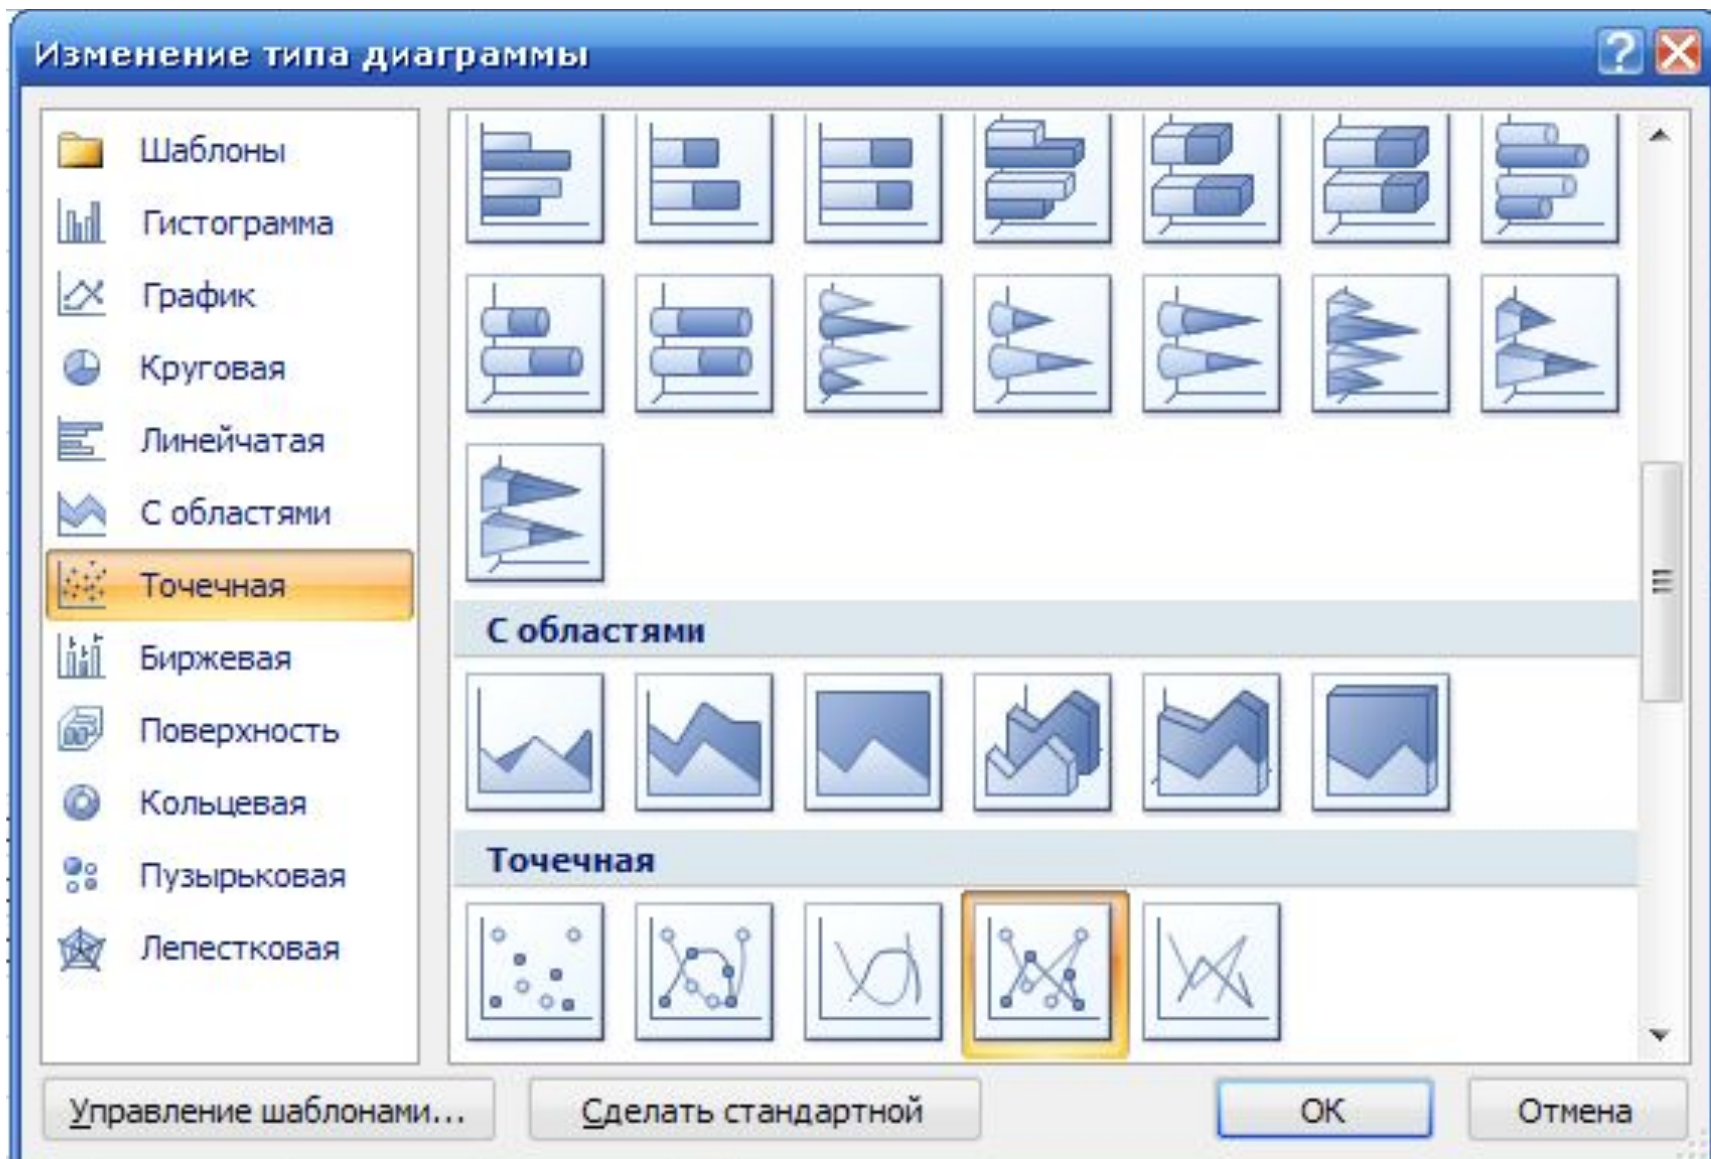 Изменение типа диаграммы
Шаблоны
Гистограмма
График
Круговая
Линейчатая
С областями
Точечная
Биржевая
Поверхность
Кольцевая
Пузырьковая
Лепестковая
С областями
Точечная
Управление шаблонами...
Сделать стандартной
ОК
Отмена